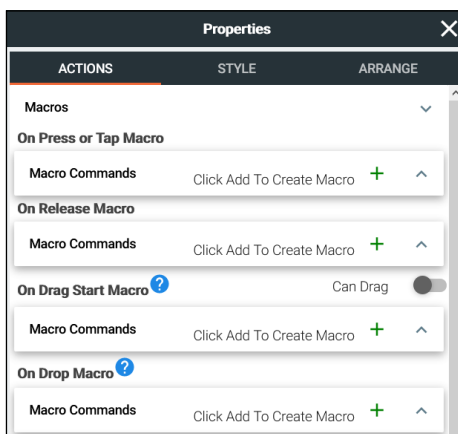 Properties
ACTIONS STYLE ARRANGE
Macros
On Press or Tap Macro
Macro Commands Click Add To Create Macro
On Release Macro
Macro Commands Click Add To Create Macro
On Drag Start Macro ? Can Drag
Macro Commands Click Add To Create Macro
On Drop Macro ?
Macro Commands Click Add To Create Macro